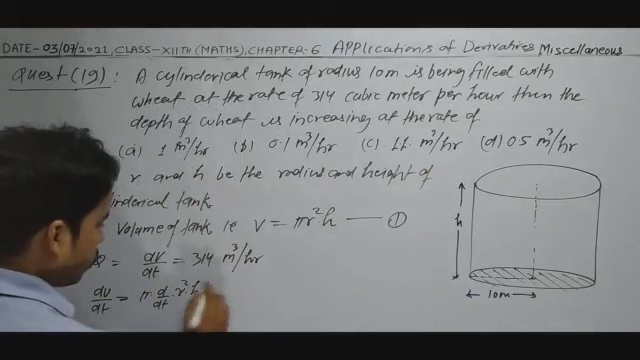 DATE-03/07/2021, CLASS-XIIth (MATHS), CHAPTER-6 Applications of Derivatives Miscellaneous
Quest (19): A cylindrical tank of radius 10m is being filled with
wheat at the rate of 314 cubic meter per hour then the
depth of wheat is increasing at the rate of
(a) 1 m³/hr (b) 0.1 m³/hr (c) 1.1 m³/hr (d) 0.5 m³/hr
r and h be the radius and height of
tank
Volume of tank ie V = πr²h — ①
= dV/dt = 314 m³/hr
dV/dt = π d/dt · r² h
h
10m